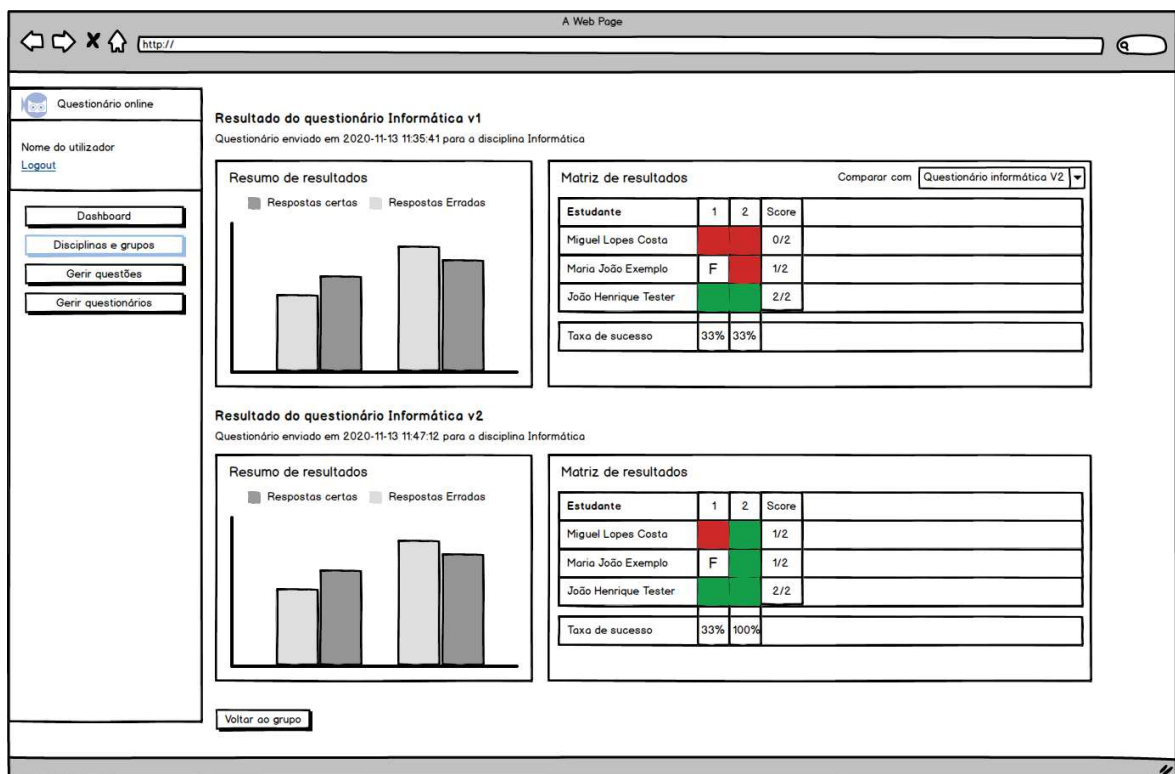 A Web Page
http://
Questionário online
Nome do utilizador
Logout
Dashboard
Disciplinas e grupos
Gerir questões
Gerir questionários
Resultado do questionário Informática v1
Questionário enviado em 2020-11-13 11:35:41 para a disciplina Informática
Resumo de resultados
Respostas certas Respostas Erradas
Matriz de resultados Comparar com Questionário informática V2
Estudante 1 2 Score
Miguel Lopes Costa 0/2
Maria João Exemplo F 1/2
João Henrique Tester 2/2
Taxa de sucesso 33% 33%
Resultado do questionário Informática v2
Questionário enviado em 2020-11-13 11:47:12 para a disciplina Informática
Resumo de resultados
Respostas certas Respostas Erradas
Matriz de resultados
Estudante 1 2 Score
Miguel Lopes Costa 1/2
Maria João Exemplo F 1/2
João Henrique Tester 2/2
Taxa de sucesso 33% 100%
Voltar ao grupo